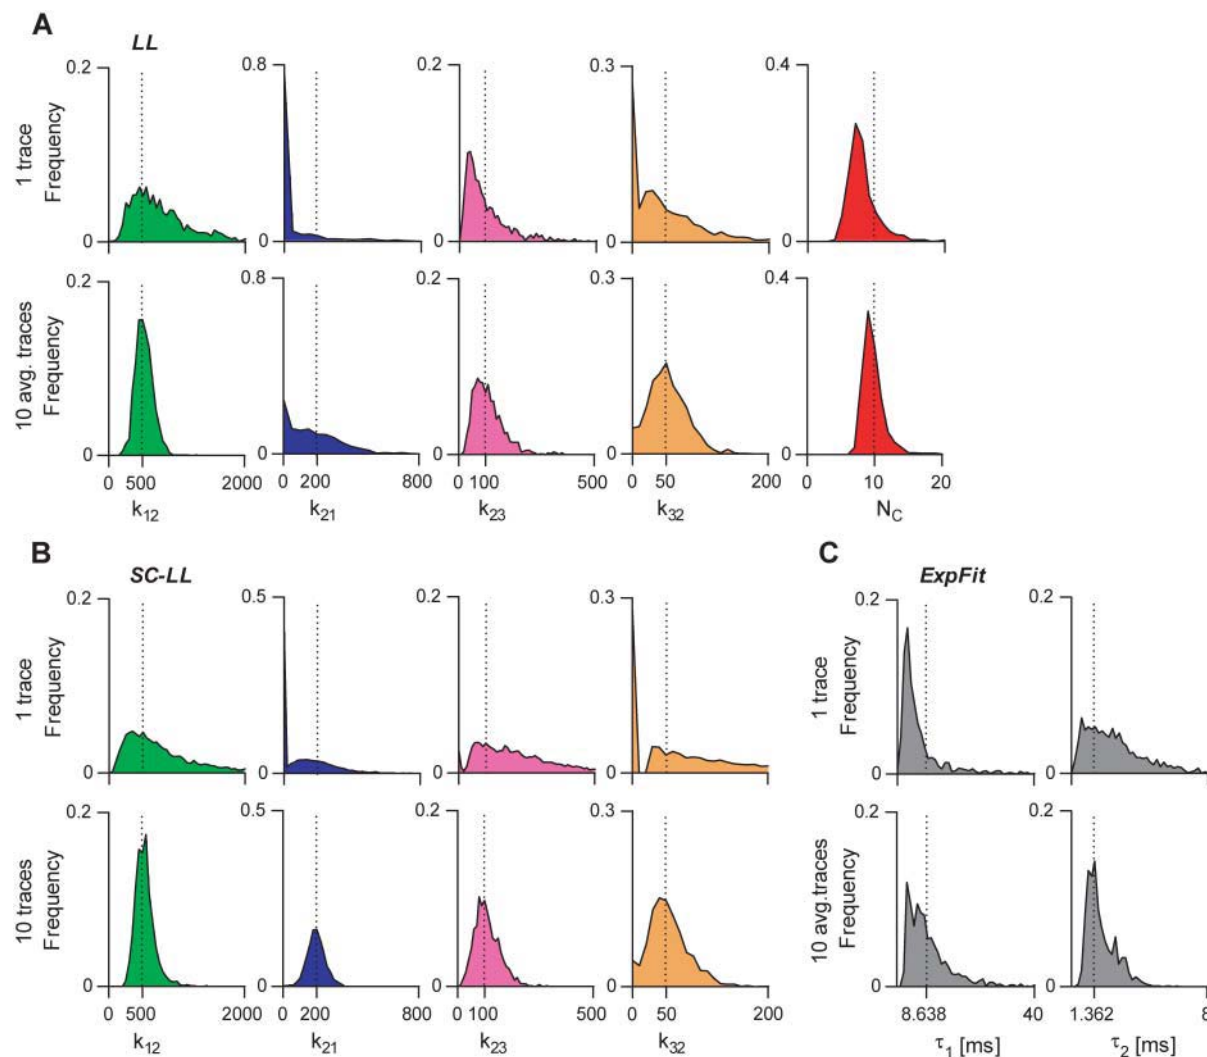 A
LL
0.2
0.8
0.2
0.3
0.4
1 trace
Frequency
0
0
0
0
0
0.2
0.8
0.2
0.3
0.4
10 avg. traces
Frequency
0
0
0
0
0
0 500 2000
0 200 800
0 100 500
0 50 200
0 10 20
k12
k21
k23
k32
NC
B
SC-LL
0.2
0.5
0.2
0.3
1 trace
Frequency
0
0
0
0
0.2
0.5
0.2
0.3
10 traces
Frequency
0
0
0
0
0 500 2000
0 200 800
0 100 500
0 50 200
k12
k21
k23
k32
C
ExpFit
0.2
0.2
1 trace
Frequency
0
0
0.2
0.2
10 avg.traces
Frequency
0
0
8.638 40
1.362 8
τ1 [ms]
τ2 [ms]